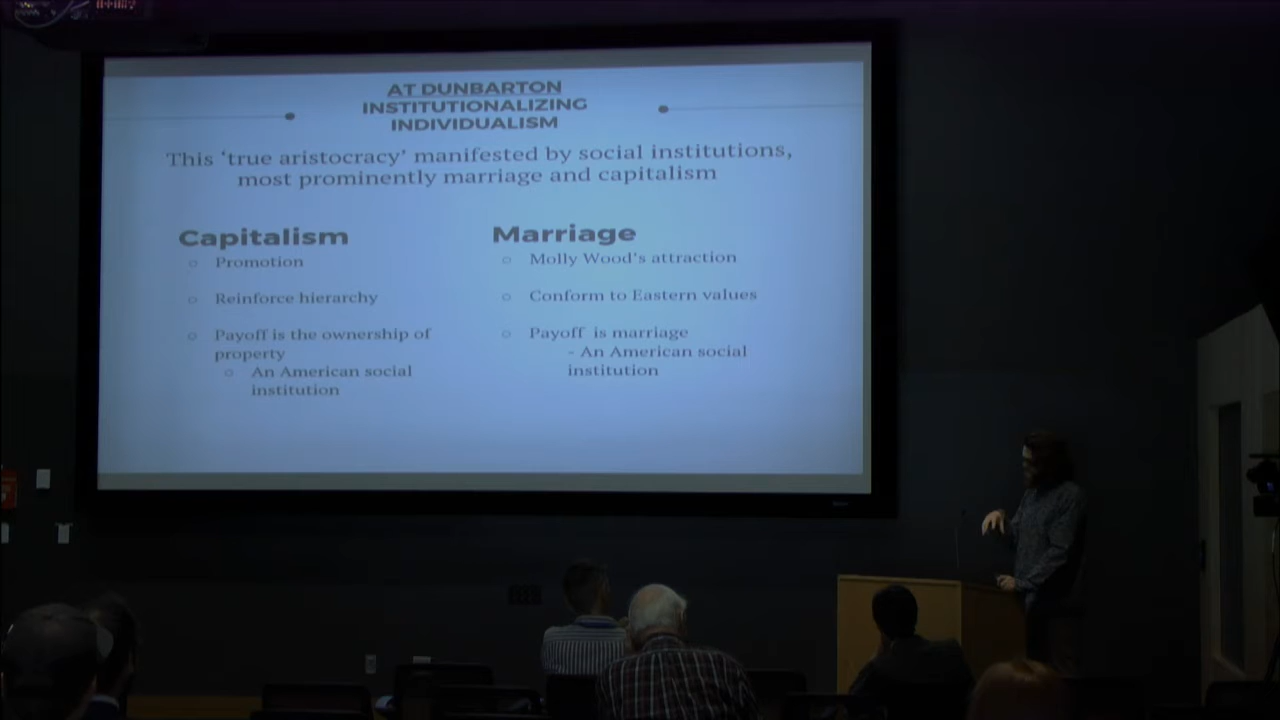 AT DUNBARTON
INSTITUTIONALIZING
INDIVIDUALISM
This ‘true aristocracy’ manifested by social institutions,
most prominently marriage and capitalism
Capitalism
Promotion
Reinforce hierarchy
Payoff is the ownership of
property
An American social
institution
Marriage
Molly Wood's attraction
Conform to Eastern values
Payoff is marriage
- An American social
institution